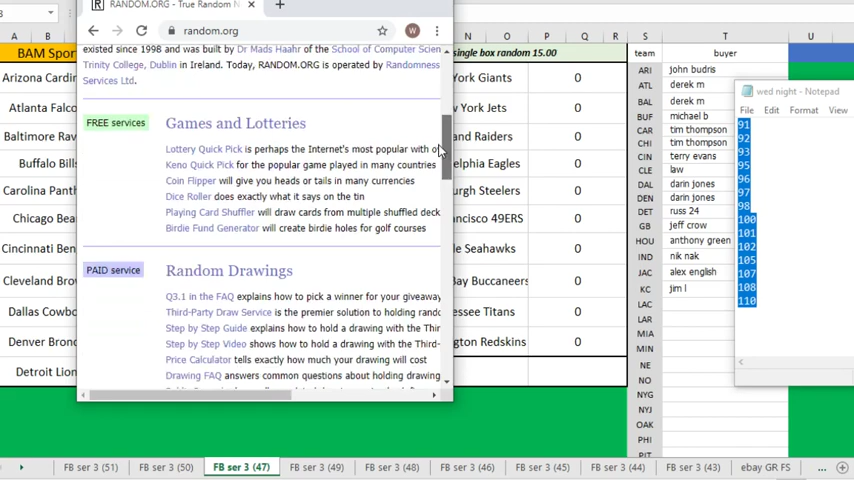 RANDOM.ORG - True Random N
random.org
W
existed since 1998 and was built by Dr Mads Haahr of the School of Computer Scien
Trinity College, Dublin in Ireland. Today, RANDOM.ORG is operated by Randomness
Services Ltd.
FREE services
Games and Lotteries
Lottery Quick Pick is perhaps the Internet's most popular with o
Keno Quick Pick for the popular game played in many countries
Coin Flipper will give you heads or tails in many currencies
Dice Roller does exactly what it says on the tin
Playing Card Shuffler will draw cards from multiple shuffled deck
Birdie Fund Generator will create birdie holes for golf courses
PAID service
Random Drawings
Q3.1 in the FAQ explains how to pick a winner for your giveaway
Third-Party Draw Service is the premier solution to holding rando
Step by Step Guide explains how to hold a drawing with the Thir
Step by Step Video shows how to hold a drawing with the Third
Price Calculator tells exactly how much your drawing will cost
Drawing FAQ answers common questions about holding drawing
A B
BAM Spor
Arizona Cardin
Atlanta Falco
Baltimore Rav
Buffalo Bills
Carolina Panth
Chicago Bea
Cincinnati Ben
Cleveland Brow
Dallas Cowbo
Denver Bronc
Detroit Lion
N O P Q R S T U V
single box random 15.00
York Giants 0
w York Jets 0
and Raiders 0
elphia Eagles 0
urgh Steelers 0
ncisco 49ERS 0
le Seahawks 0
ay Buccaneers 0
essee Titans 0
ngton Redskins 0
team buyer
ARI john budris
ATL derek m
BAL derek m
BUF michael b
CAR tim thompson
CHI tim thompson
CIN terry evans
CLE law
DAL darin jones
DEN darin jones
DET russ 24
GB jeff crow
HOU anthony green
IND nik nak
JAC alex english
KC jim l
LAC
LAR
MIA
MIN
NE
NO
NYG
NYJ
OAK
PHI
PIT
wed night - Notepad
File Edit Format View
91
92
93
95
96
97
98
100
101
102
105
107
108
110
FB ser 3 (51) FB ser 3 (50) FB ser 3 (47) FB ser 3 (49) FB ser 3 (48) FB ser 3 (46) FB ser 3 (45) FB ser 3 (44) FB ser 3 (43) ebay GR FS ...